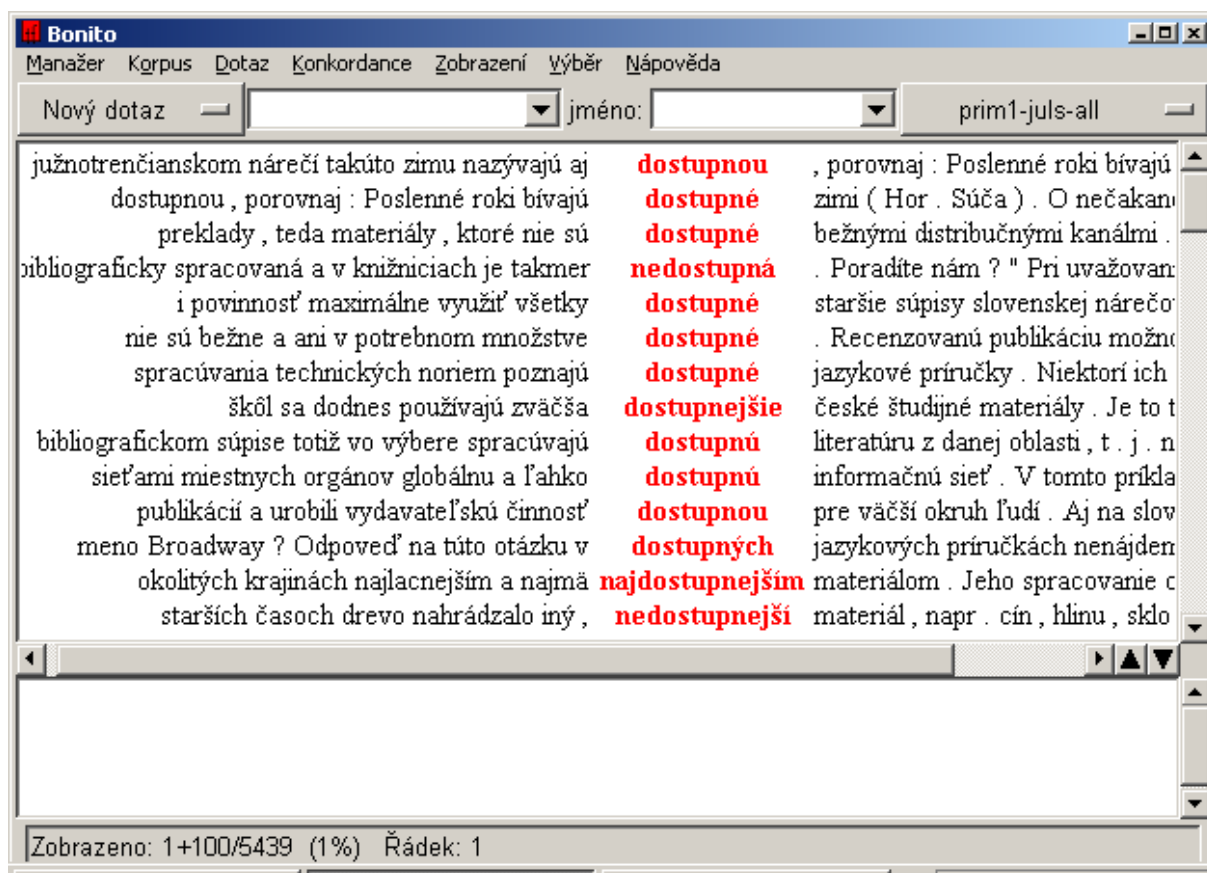 Bonito
Manažer Korpus Dotaz Konkordance Zobrazení Výběr Nápověda
Nový dotaz jméno: prim1-juls-all
južnotrenčianskom nárečí takúto zimu nazývajú aj dostupnou , porovnaj : Poslenné roki bívajú
dostupnou , porovnaj : Poslenné roki bívajú dostupné zimi ( Hor . Súča ) . O nečakan
preklady , teda materiály , ktoré nie sú dostupné bežnými distribučnými kanálmi .
bibliograficky spracovaná a v knižniciach je takmer nedostupná . Poradíte nám ? " Pri uvažovan
i povinnosť maximálne využiť všetky dostupné staršie súpisy slovenskej nárečo
nie sú bežne a ani v potrebnom množstve dostupné . Recenzovanú publikáciu možno
spracúvania technických noriem poznajú dostupné jazykové príručky . Niektorí ich
škôl sa dodnes používajú zväčša dostupnejšie české študijné materiály . Je to t
bibliografickom súpise totiž vo výbere spracúvajú dostupnú literatúru z danej oblasti , t . j . n
sieťami miestnych orgánov globálnu a ľahko dostupnú informačnú sieť . V tomto príkla
publikácií a urobili vydavateľskú činnosť dostupnou pre väčší okruh ľudí . Aj na slov
meno Broadway ? Odpoveď na túto otázku v dostupných jazykových príručkách nenájdem
okolitých krajinách najlacnejším a najmä najdostupnejším materiálom . Jeho spracovanie
starších časoch drevo nahrádzalo iný , nedostupnejší materiál , napr . cín , hlinu , sklo
Zobrazeno: 1+100/5439 (1%) Řádek: 1